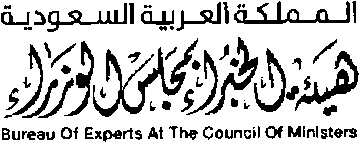 المملكة العربية السعودية
هيئة الخبراء بمجلس الوزراء
Bureau Of Experts At The Council Of Ministers